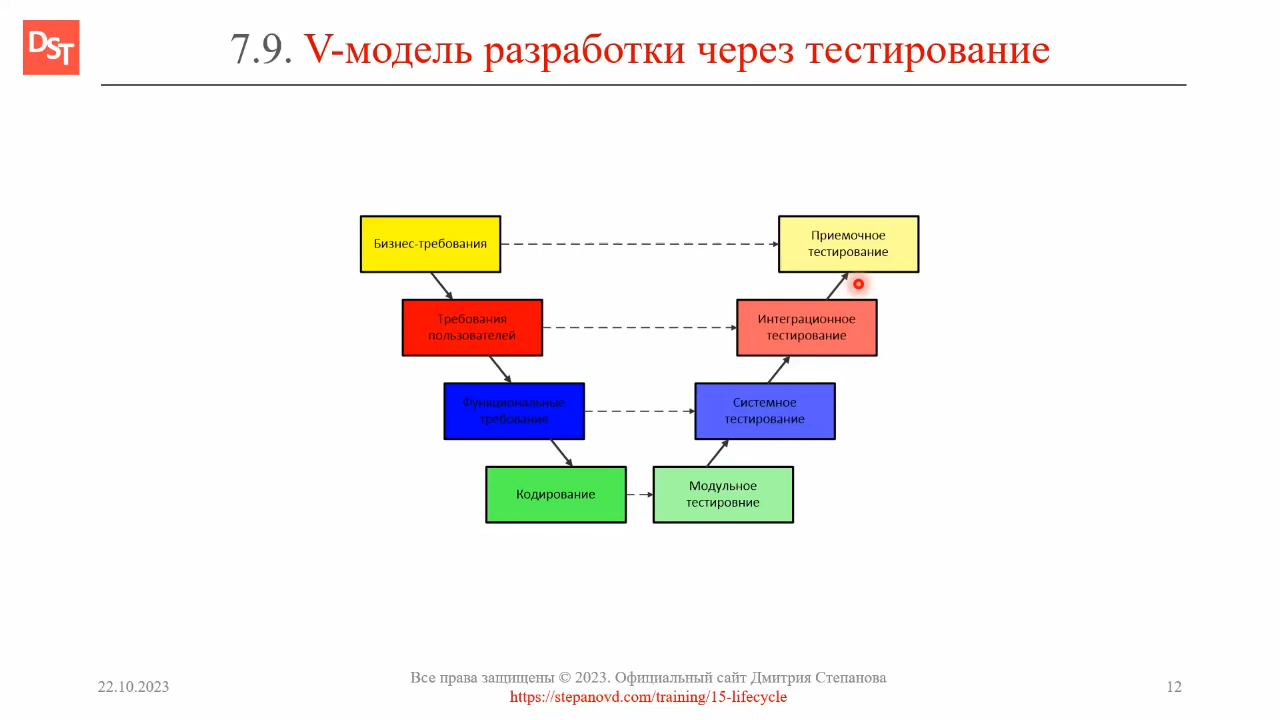 DST
7.9. V-модель разработки через тестирование
Бизнес-требования
Приемочное
тестирование
Требования
пользователей
Интеграционное
тестирование
Функциональные
требования
Системное
тестирование
Кодирование
Модульное
тестировние
22.10.2023
Все права защищены © 2023. Официальный сайт Дмитрия Степанова
https://stepanovd.com/training/15-lifecycle
12